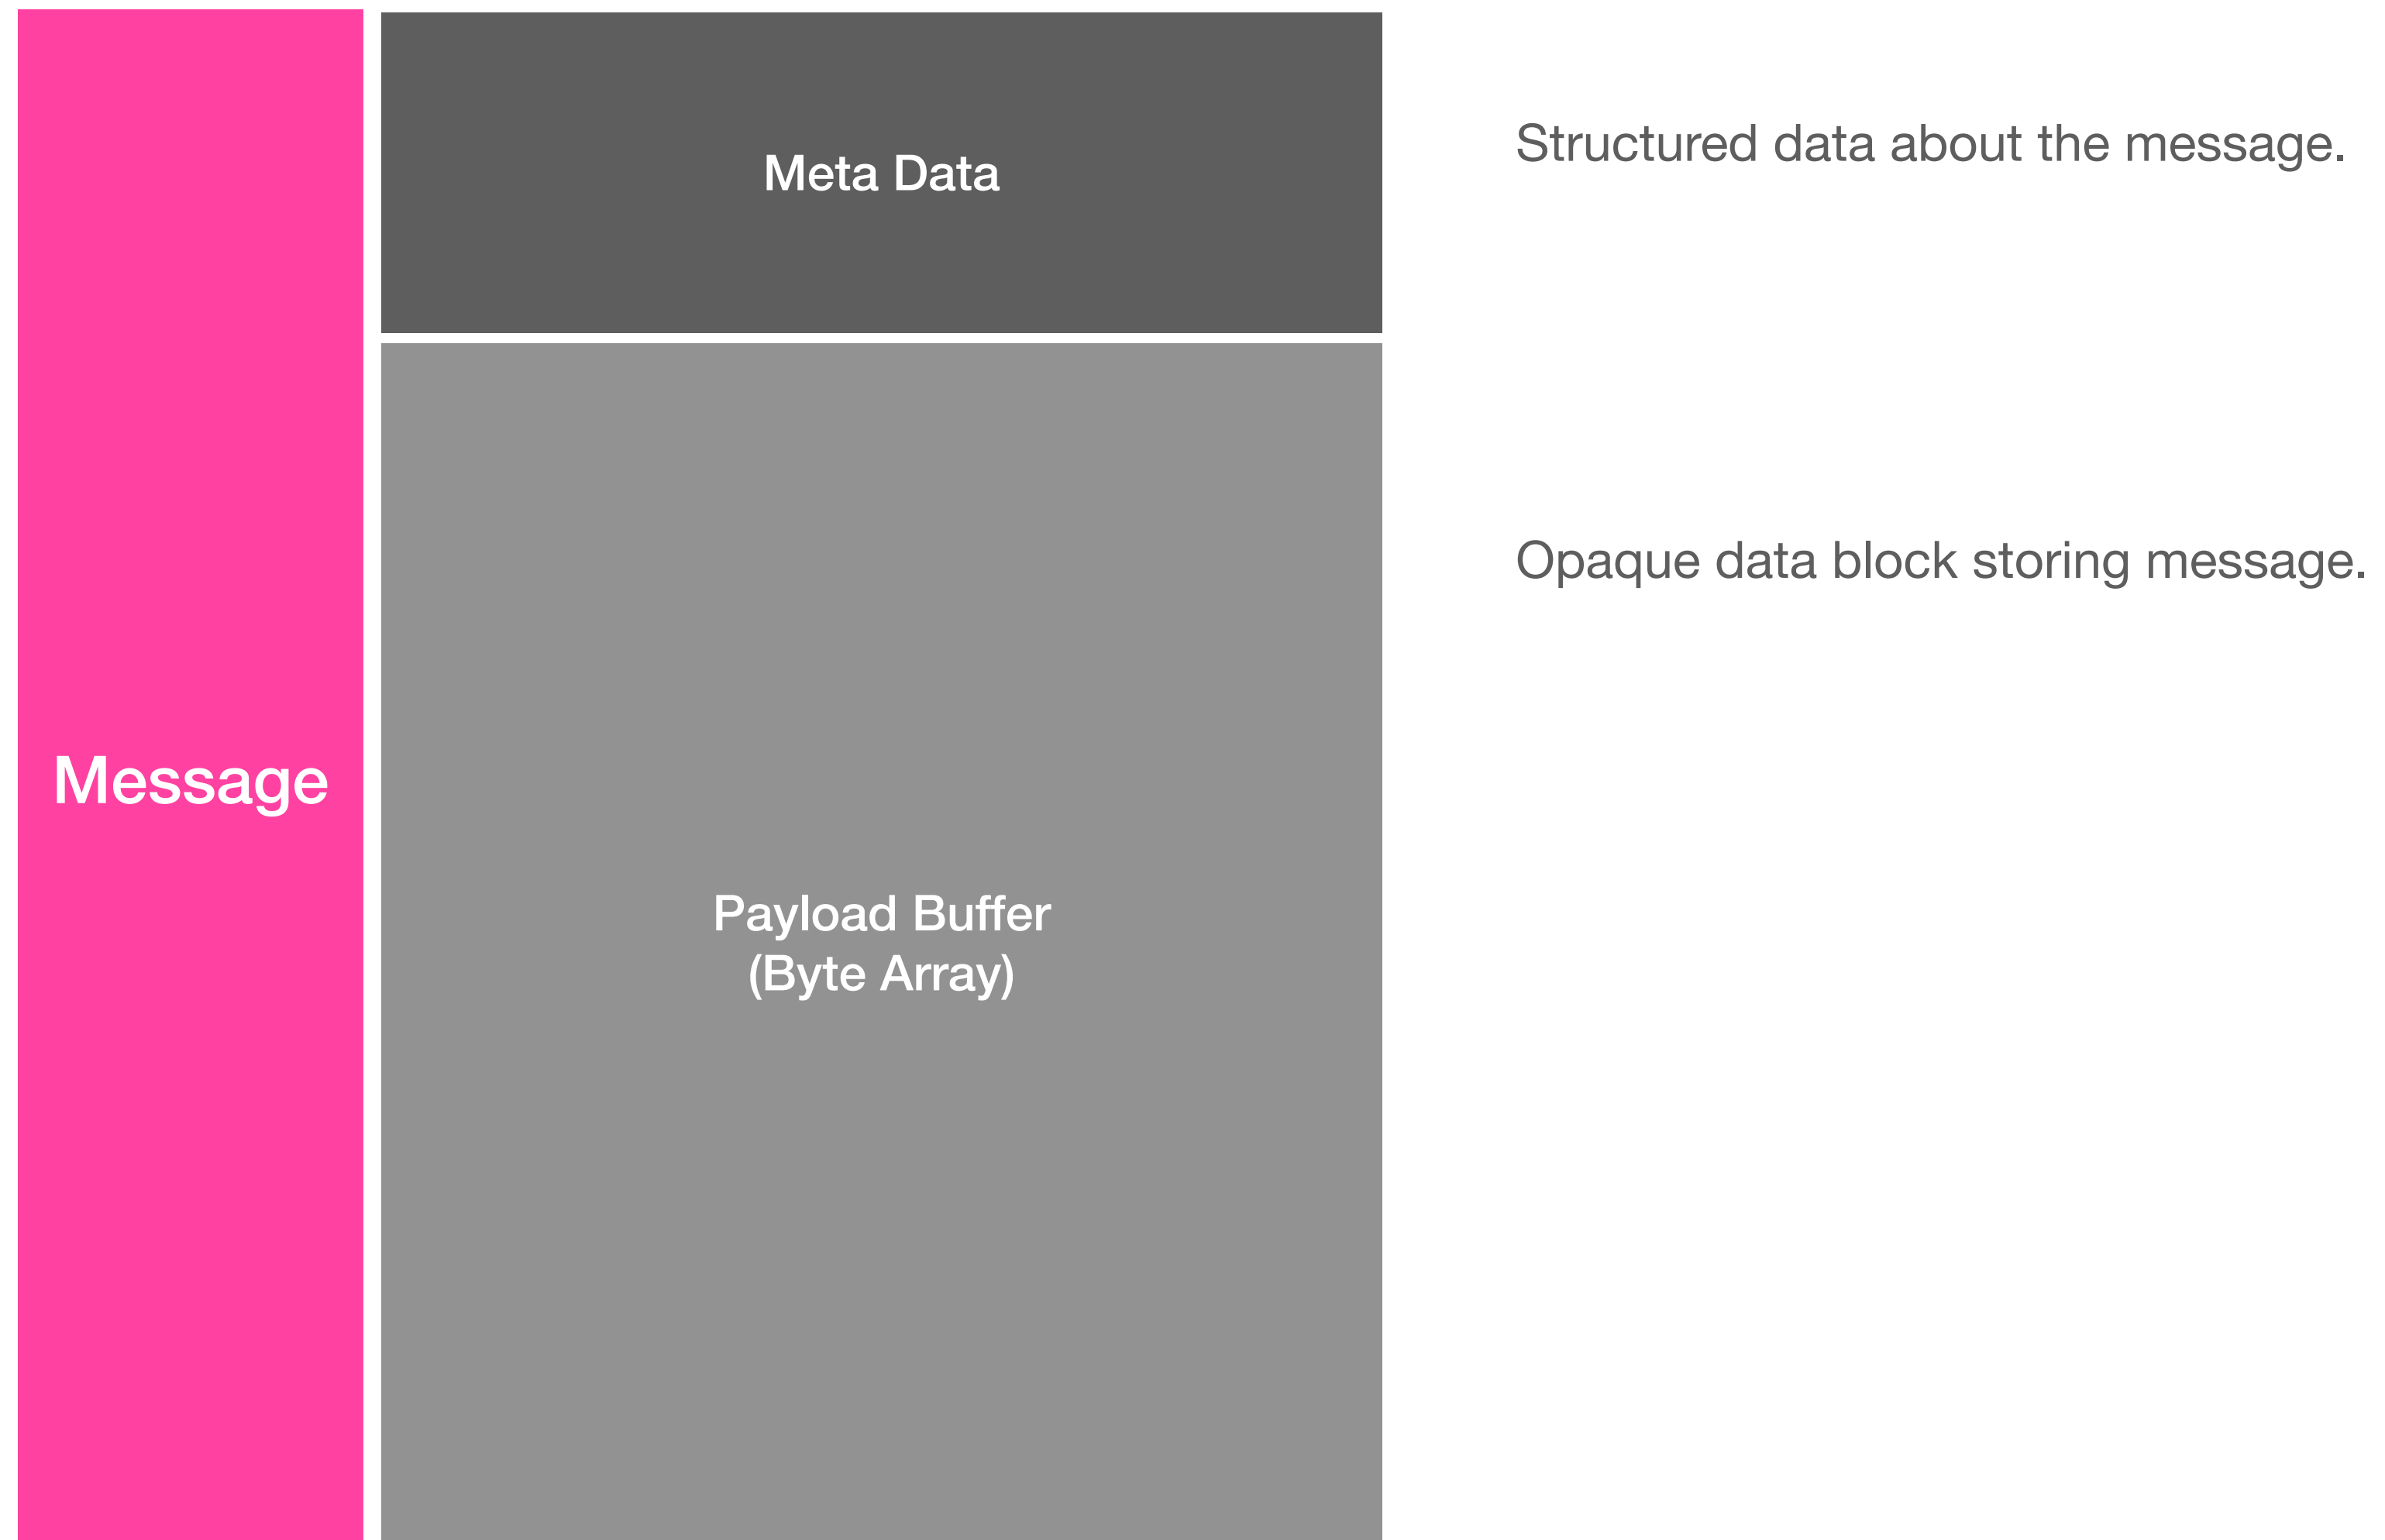 Meta Data
Structured data about the message.
Opaque data block storing message.
Message
Payload Buffer
(Byte Array)